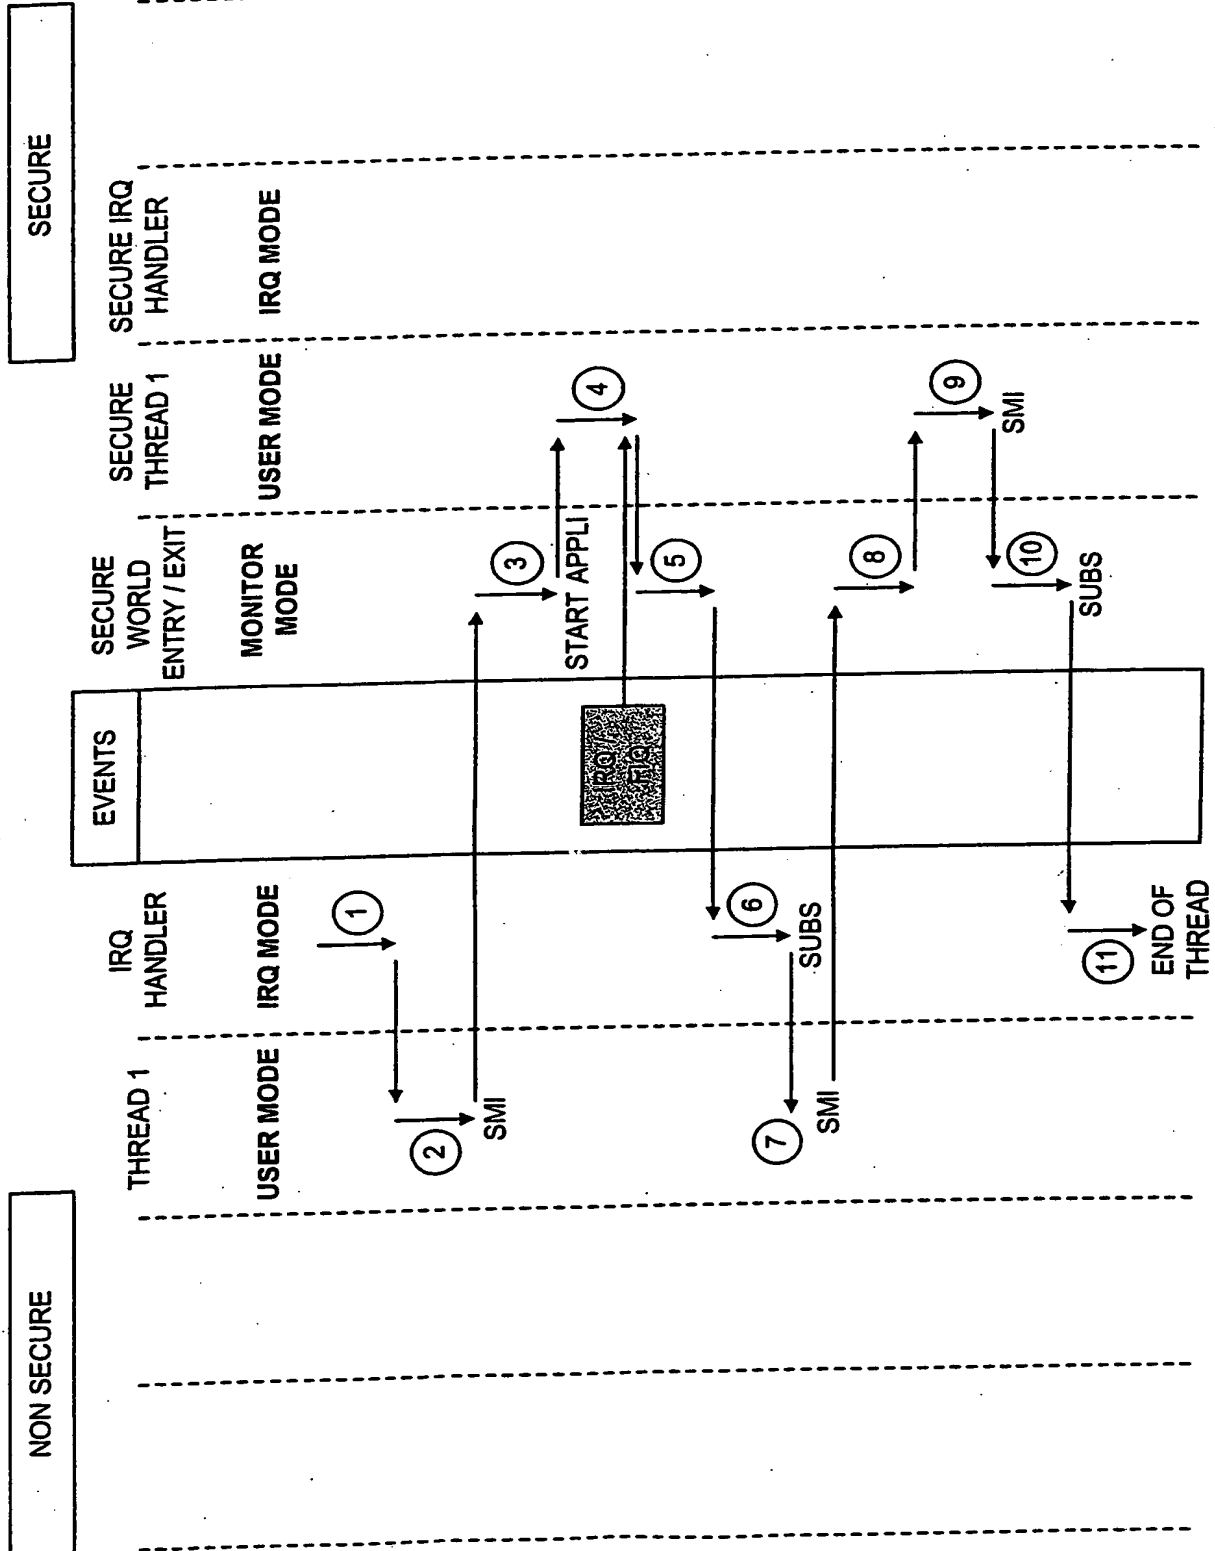 NON SECURE
SECURE
THREAD 1
IRQ
HANDLER
EVENTS
SECURE
WORLD
ENTRY / EXIT
SECURE
THREAD 1
SECURE IRQ
HANDLER
USER MODE
IRQ MODE
MONITOR
MODE
USER MODE
IRQ MODE
1
2
SMI
3
START APPLI
4
IRQ /
FIQ
5
6
SUBS
7
SMI
8
9
SMI
10
SUBS
11
END OF
THREAD